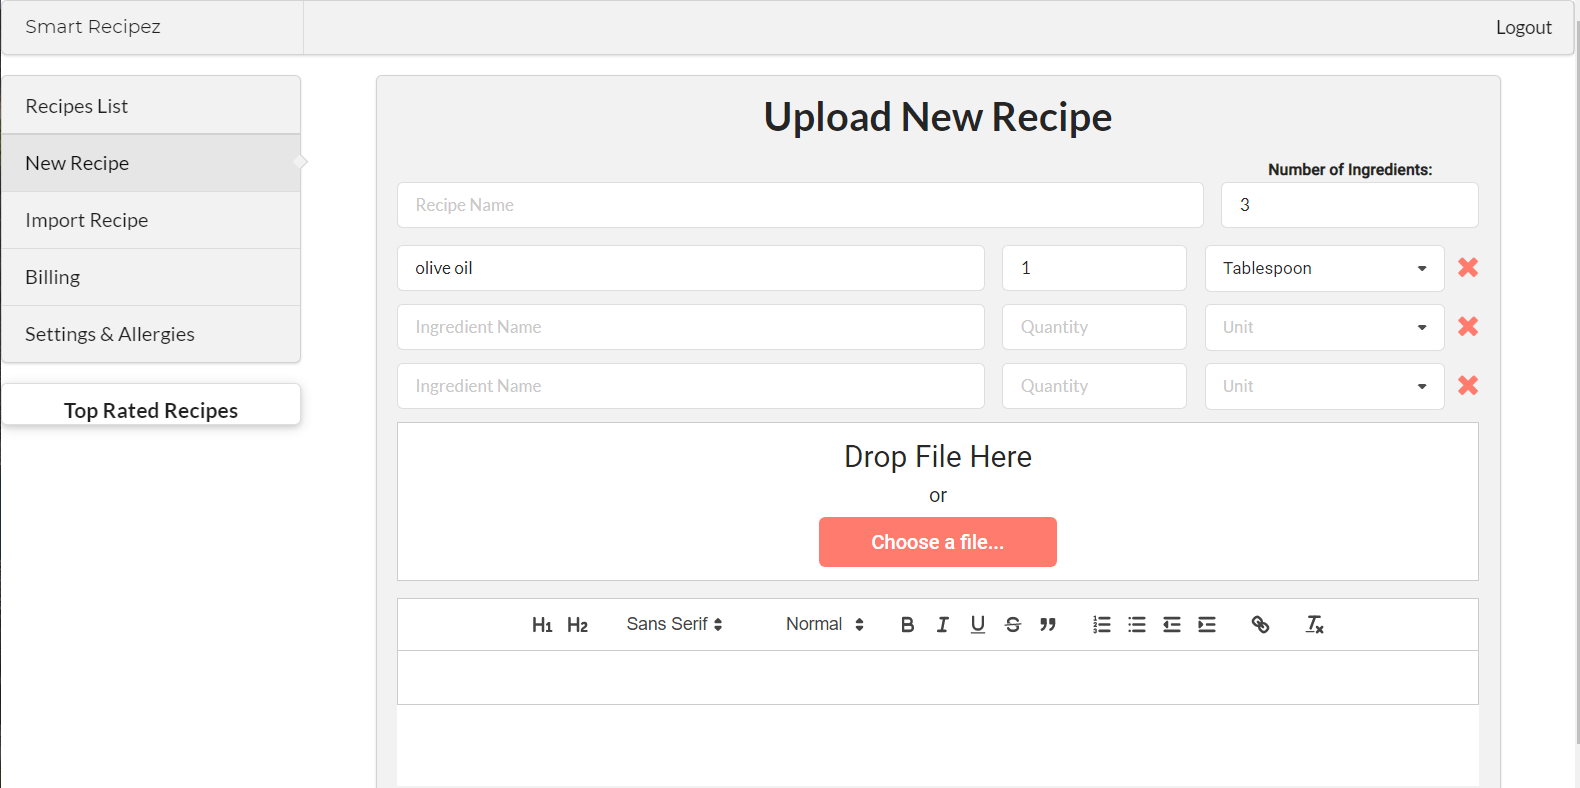 Smart Recipez
Logout
Recipes List
New Recipe
Import Recipe
Billing
Settings & Allergies
Top Rated Recipes
Upload New Recipe
Number of Ingredients:
Recipe Name 3
olive oil 1 Tablespoon
Ingredient Name Quantity Unit
Ingredient Name Quantity Unit
Drop File Here
or
Choose a file...
H1 H2 Sans Serif Normal B I U S